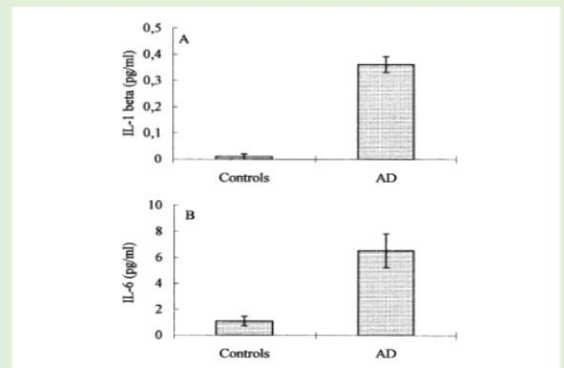 0,5
A
0,4
0,3
0,2
0,1
0
IL-1 beta (pg/ml)
Controls AD
10
B
8
6
4
2
0
IL-6 (pg/ml)
Controls AD